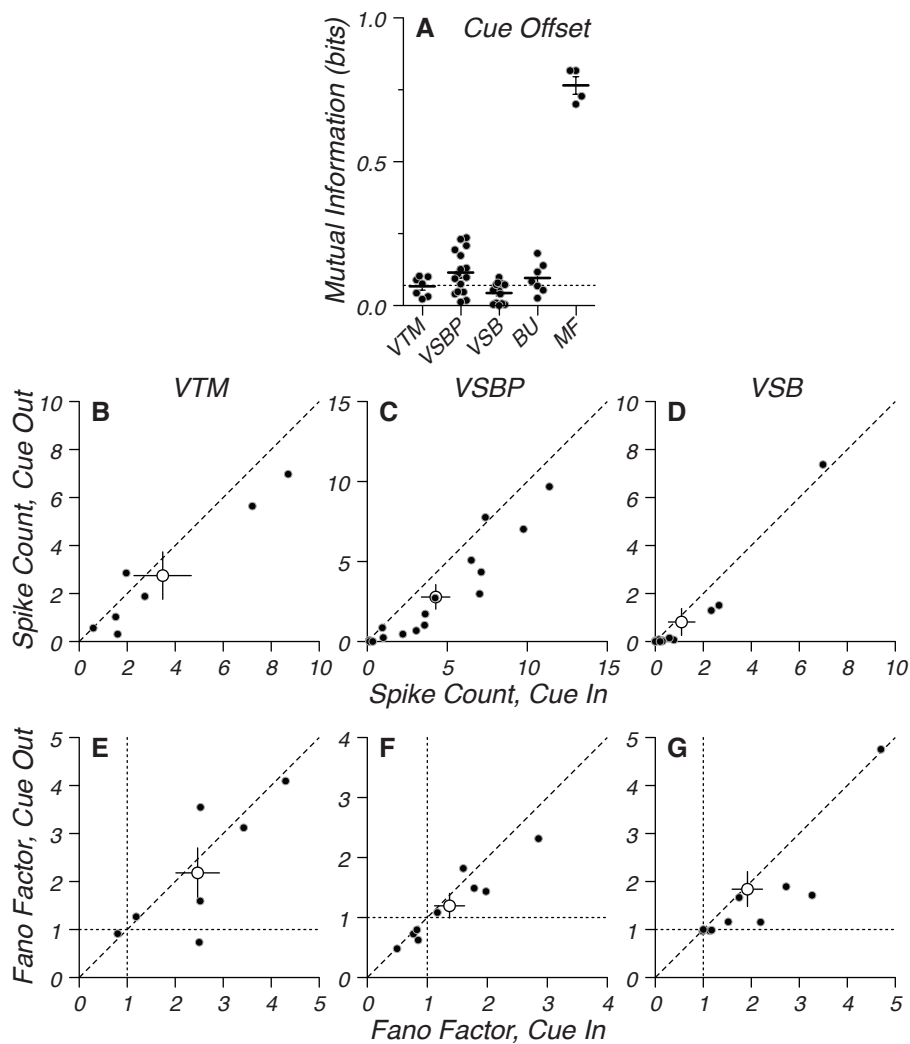 A Cue Offset
Mutual Information (bits)
1.0
0.5
0.0
VTM
VSBP
VSB
BU
MF
VTM
VSBP
VSB
B
C
D
Spike Count, Cue Out
10
8
6
4
2
0
0 2 4 6 8 10
15
10
5
0
0 5 10 15
10
8
6
4
2
0
0 2 4 6 8 10
Spike Count, Cue In
E
F
G
Fano Factor, Cue Out
5
4
3
2
1
0
0 1 2 3 4 5
4
3
2
1
0
0 1 2 3 4
5
4
3
2
1
0
0 1 2 3 4 5
Fano Factor, Cue In